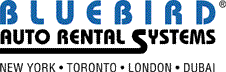 BLUEBIRD®
AUTO RENTAL SYSTEMS
NEW YORK • TORONTO • LONDON • DUBAI